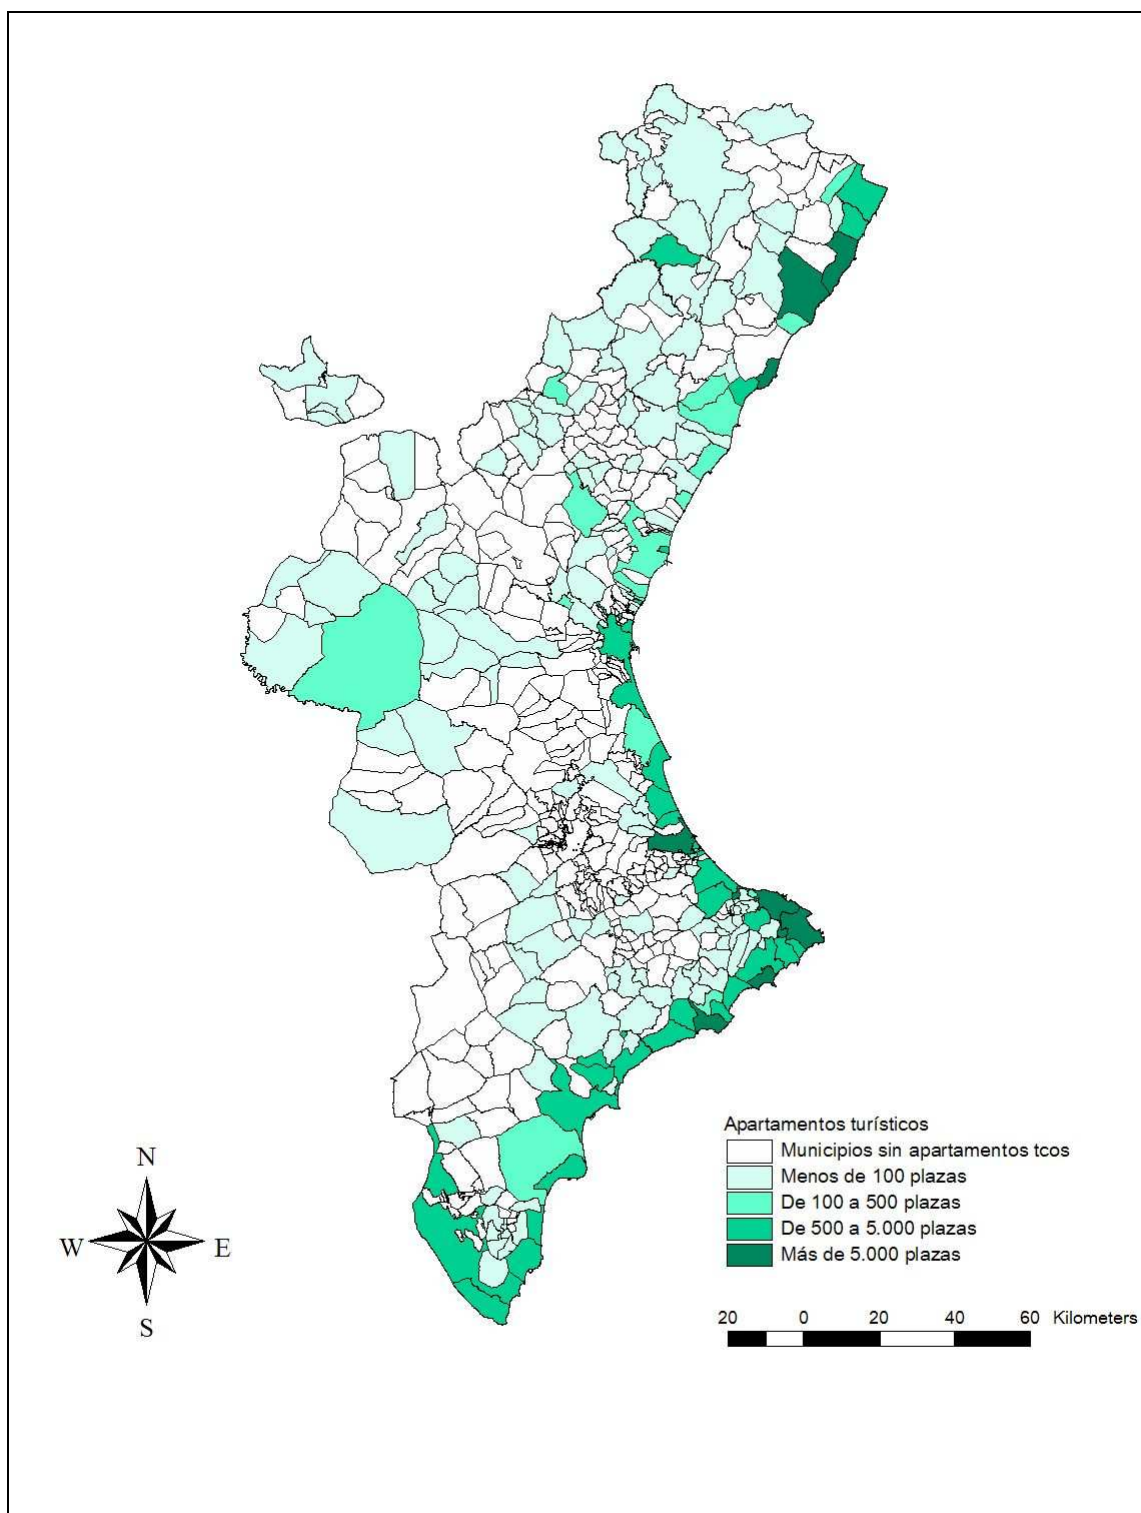 Apartamentos turísticos
Municipios sin apartamentos tcos
Menos de 100 plazas
De 100 a 500 plazas
De 500 a 5.000 plazas
Más de 5.000 plazas
N
W E
S
20 0 20 40 60 Kilometers